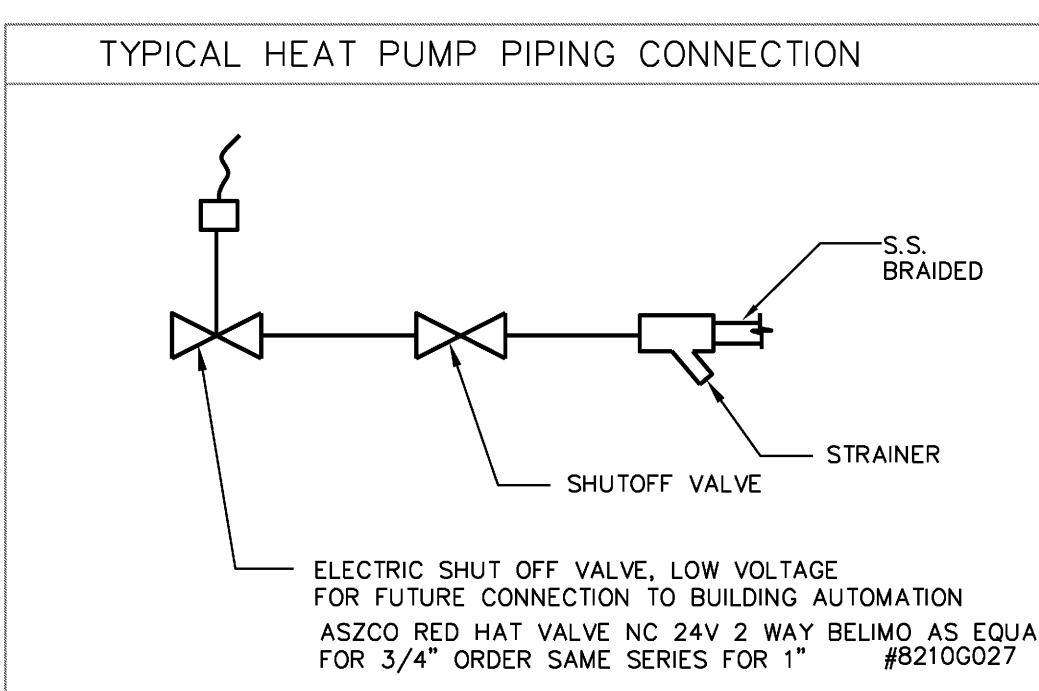 TYPICAL HEAT PUMP PIPING CONNECTION
S.S.
BRAIDED
STRAINER
SHUTOFF VALVE
ELECTRIC SHUT OFF VALVE, LOW VOLTAGE
FOR FUTURE CONNECTION TO BUILDING AUTOMATION
ASZCO RED HAT VALVE NC 24V 2 WAY BELIMO AS EQUA
FOR 3/4" ORDER SAME SERIES FOR 1" #8210G027